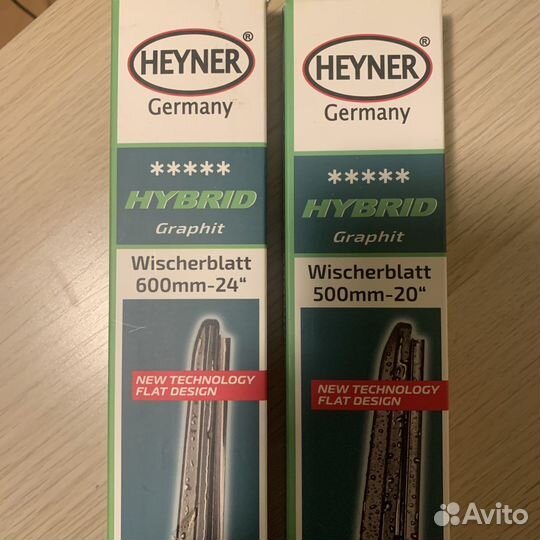 HEYNER®
Germany
*****
HYBRID
Graphit
Wischerblatt
600mm-24“
NEW TECHNOLOGY
FLAT DESIGN
HEYNER®
Germany
*****
HYBRID
Graphit
Wischerblatt
500mm-20“
NEW TECHNOLOGY
FLAT DESIGN
Avito